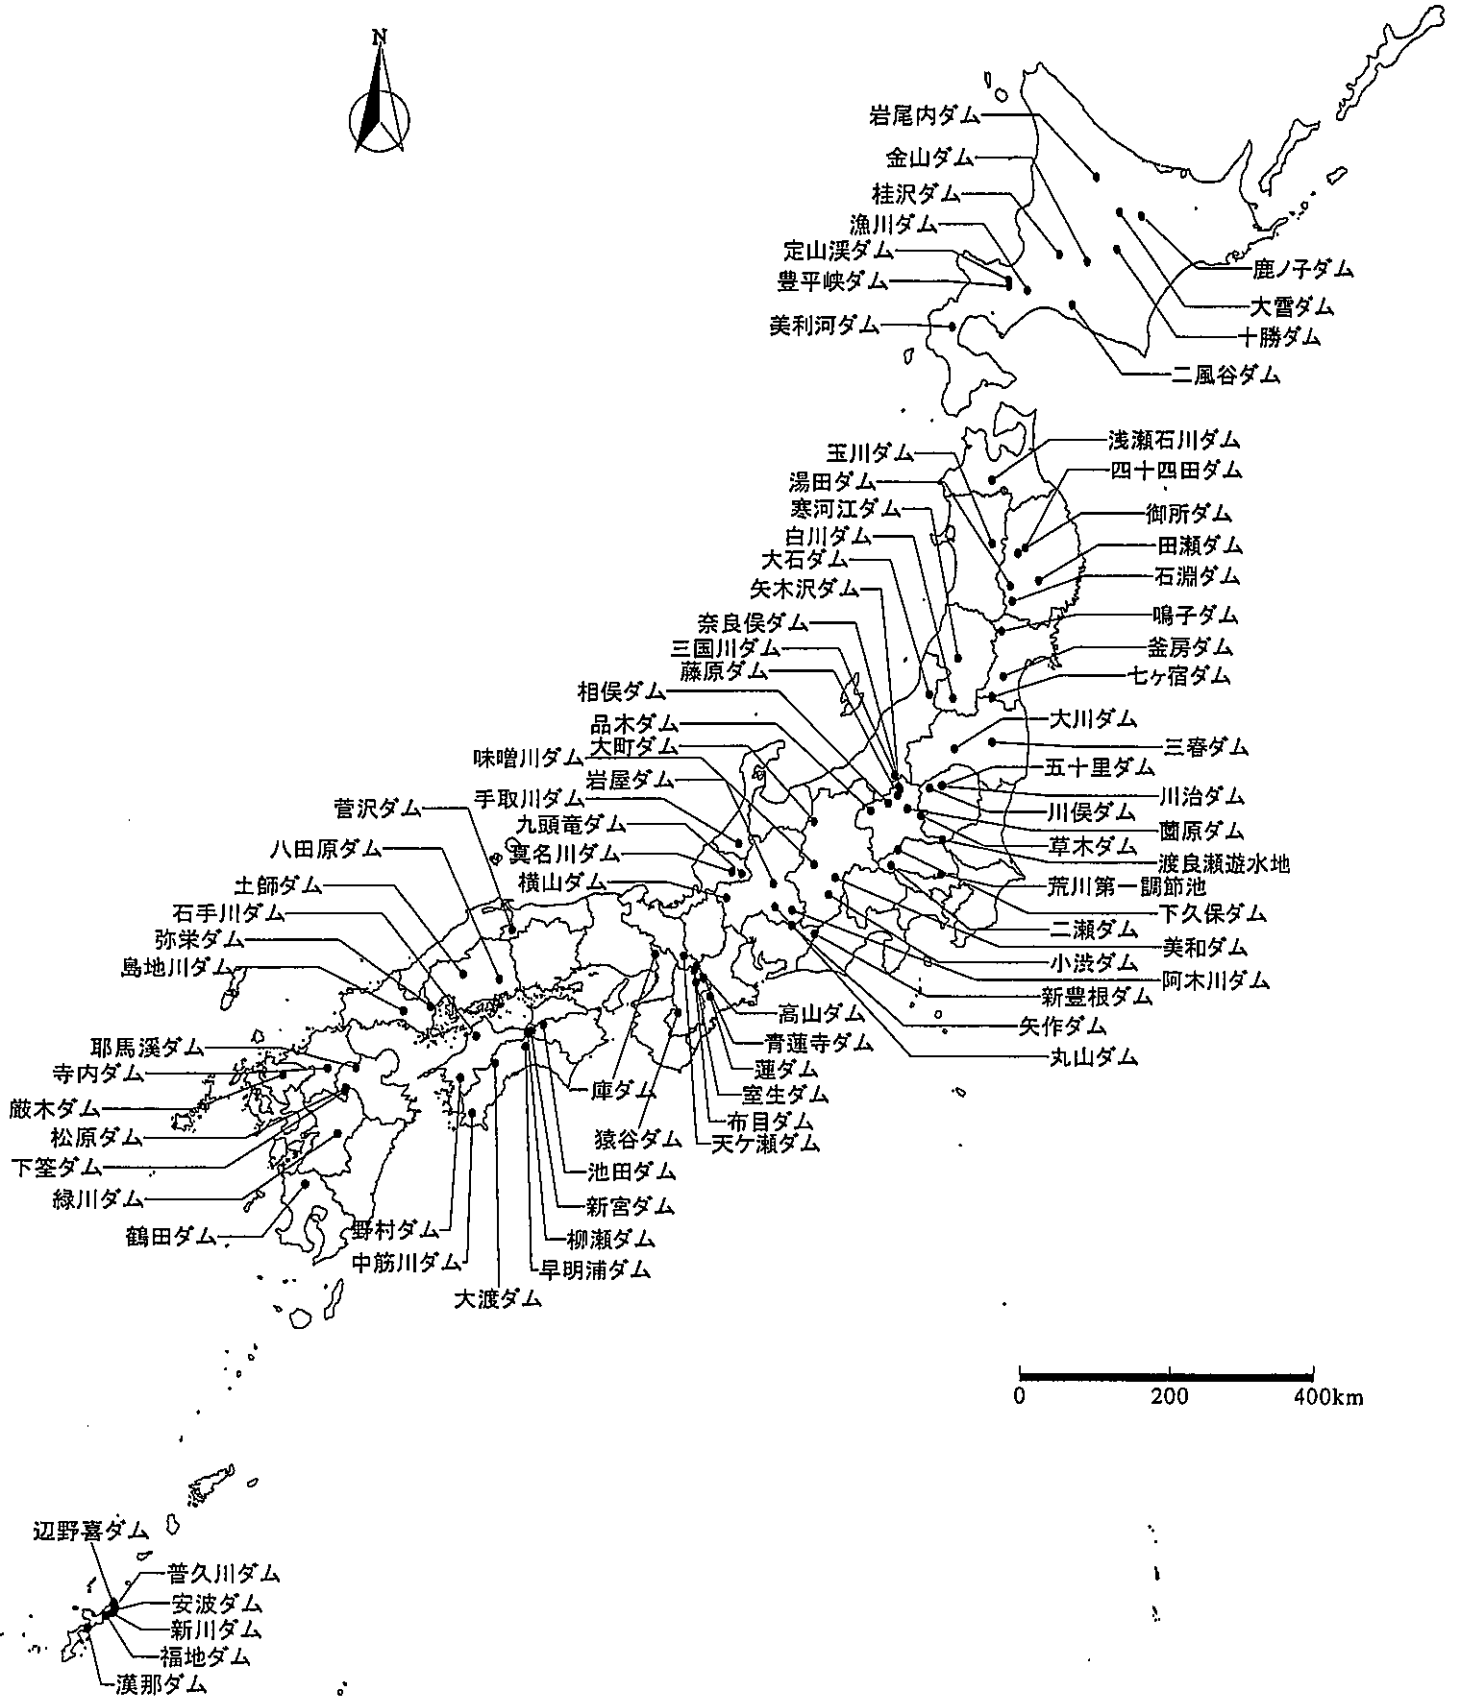 N
岩尾内ダム
金山ダム
桂沢ダム
漁川ダム
定山渓ダム
豊平峡ダム
美利河ダム
鹿ノ子ダム
大雪ダム
十勝ダム
二風谷ダム
玉川ダム
湯田ダム
寒河江ダム
白川ダム
大石ダム
矢木沢ダム
奈良俣ダム
三国川ダム
藤原ダム
相俣ダム
品木ダム
大町ダム
味噌川ダム
岩屋ダム
手取川ダム
九頭竜ダム
真名川ダム
横山ダム
浅瀬石川ダム
四十四田ダム
御所ダム
田瀬ダム
石淵ダム
鳴子ダム
釜房ダム
七ヶ宿ダム
大川ダム
三春ダム
五十里ダム
川治ダム
川俣ダム
薗原ダム
草木ダム
渡良瀬遊水地
荒川第一調節池
下久保ダム
二瀬ダム
美和ダム
小渋ダム
阿木川ダム
新豊根ダム
矢作ダム
丸山ダム
菅沢ダム
八田原ダム
土師ダム
石手川ダム
弥栄ダム
島地川ダム
耶馬溪ダム
寺内ダム
厳木ダム
松原ダム
下筌ダム
緑川ダム
鶴田ダム
高山ダム
青蓮寺ダム
蓮ダム
室生ダム
布目ダム
天ケ瀬ダム
庫ダム
猿谷ダム
池田ダム
新宮ダム
柳瀬ダム
早明浦ダム
野村ダム
中筋川ダム
大渡ダム
0 200 400km
辺野喜ダム
普久川ダム
安波ダム
新川ダム
福地ダム
漢那ダム